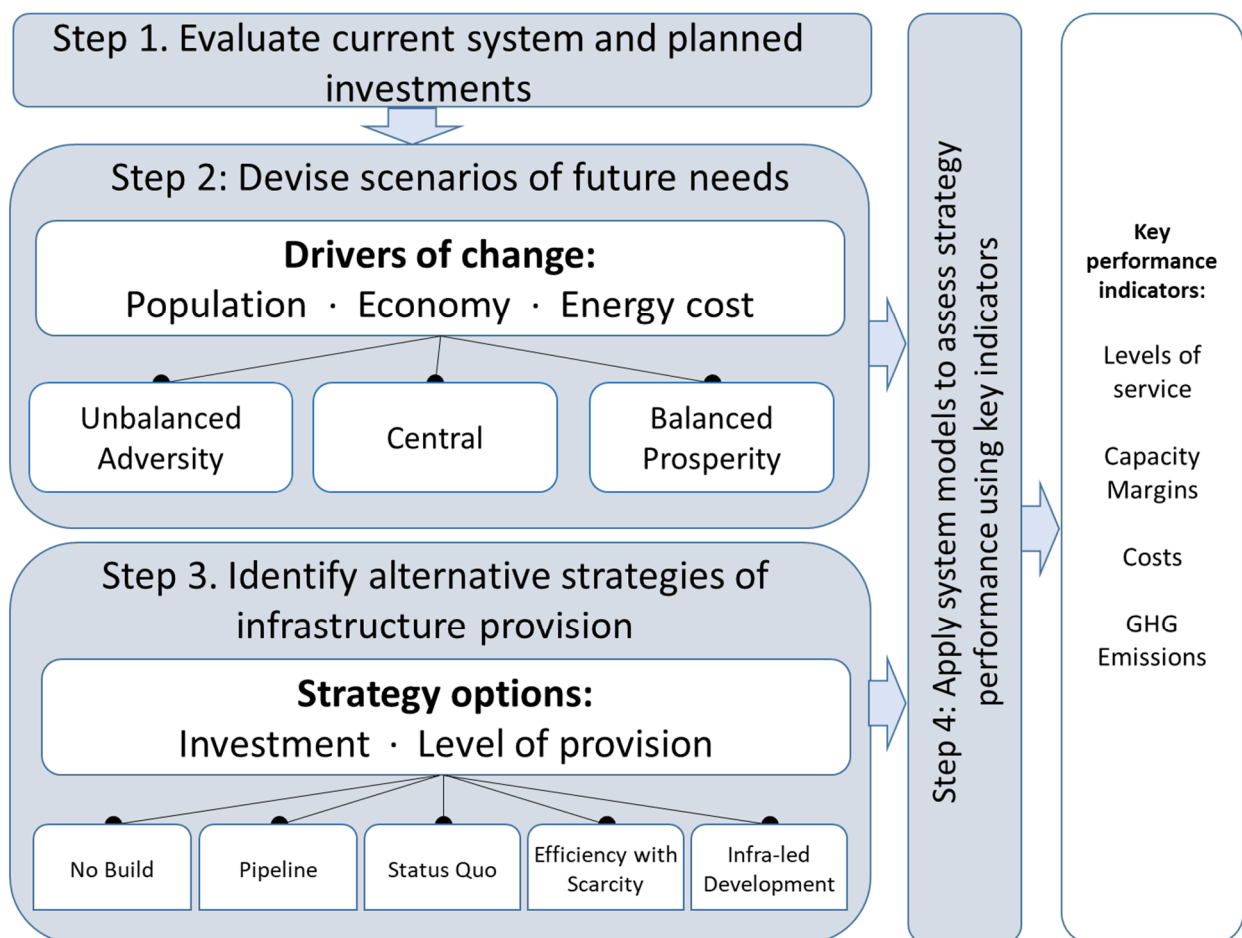 Step 1. Evaluate current system and planned
investments
Step 2: Devise scenarios of future needs
Drivers of change:
Population · Economy · Energy cost
Unbalanced
Adversity
Central
Balanced
Prosperity
Step 3. Identify alternative strategies of
infrastructure provision
Strategy options:
Investment · Level of provision
No Build
Pipeline
Status Quo
Efficiency with
Scarcity
Infra-led
Development
Step 4: Apply system models to assess strategy
performance using key indicators
Key
performance
indicators:
Levels of
service
Capacity
Margins
Costs
GHG
Emissions